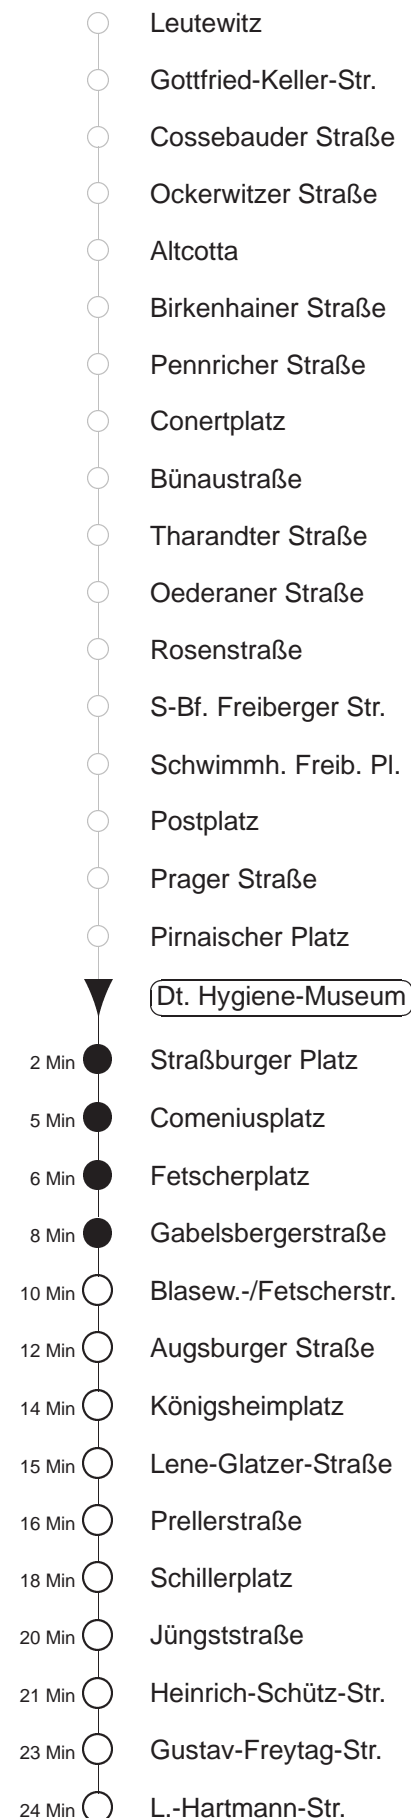 Leutewitz
Gottfried-Keller-Str.
Cossebauder Straße
Ockerwitzer Straße
Altcotta
Birkenhainer Straße
Pennricher Straße
Conertplatz
Bünaustraße
Tharandter Straße
Oederaner Straße
Rosenstraße
S-Bf. Freiberger Str.
Schwimmh. Freib. Pl.
Postplatz
Prager Straße
Pirnaischer Platz
Dt. Hygiene-Museum
2 Min Straßburger Platz
5 Min Comeniusplatz
6 Min Fetscherplatz
8 Min Gabelsbergerstraße
10 Min Blasew.-/Fetscherstr.
12 Min Augsburger Straße
14 Min Königsheimplatz
15 Min Lene-Glatzer-Straße
16 Min Prellerstraße
18 Min Schillerplatz
20 Min Jüngststraße
21 Min Heinrich-Schütz-Str.
23 Min Gustav-Freytag-Str.
24 Min L.-Hartmann-Str.